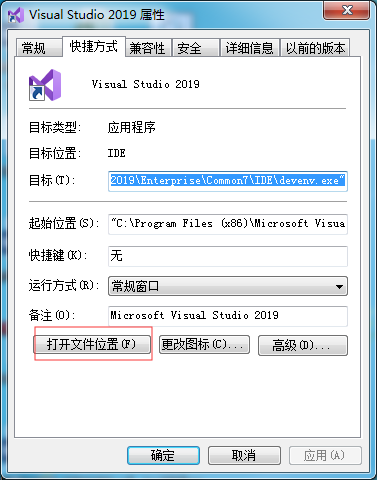 Visual Studio 2019 属性
常规 快捷方式 兼容性 安全 详细信息 以前的版本
Visual Studio 2019
目标类型: 应用程序
目标位置: IDE
目标(T): 2019\Enterprise\Common7\IDE\devenv.exe"
起始位置(S): "C:\Program Files (x86)\Microsoft Visua
快捷键(K): 无
运行方式(R): 常规窗口
备注(O): Microsoft Visual Studio 2019
打开文件位置(F) 更改图标(C)... 高级(D)...
确定 取消 应用(A)